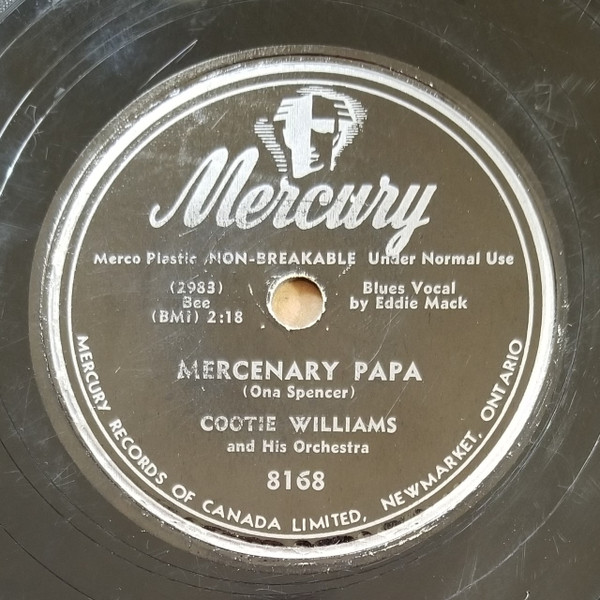 Mercury
Merco Plastic NON-BREAKABLE Under Normal Use
(2983)
Bee
(BMI) 2:18
Blues Vocal
by Eddie Mack
MERCENARY PAPA
(Ona Spencer)
COOTIE WILLIAMS
and His Orchestra
8168
MERCURY RECORDS OF CANADA LIMITED, NEWMARKET, ONTARIO